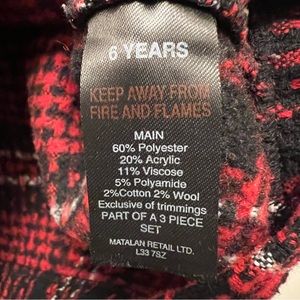 6 YEARS
KEEP AWAY FROM
FIRE AND FLAMES
MAIN
60% Polyester
20% Acrylic
11% Viscose
5% Polyamide
2%Cotton 2% Wool
Exclusive of trimmings
PART OF A 3 PIECE
SET
MATALAN RETAIL LTD.
L33 7SZ